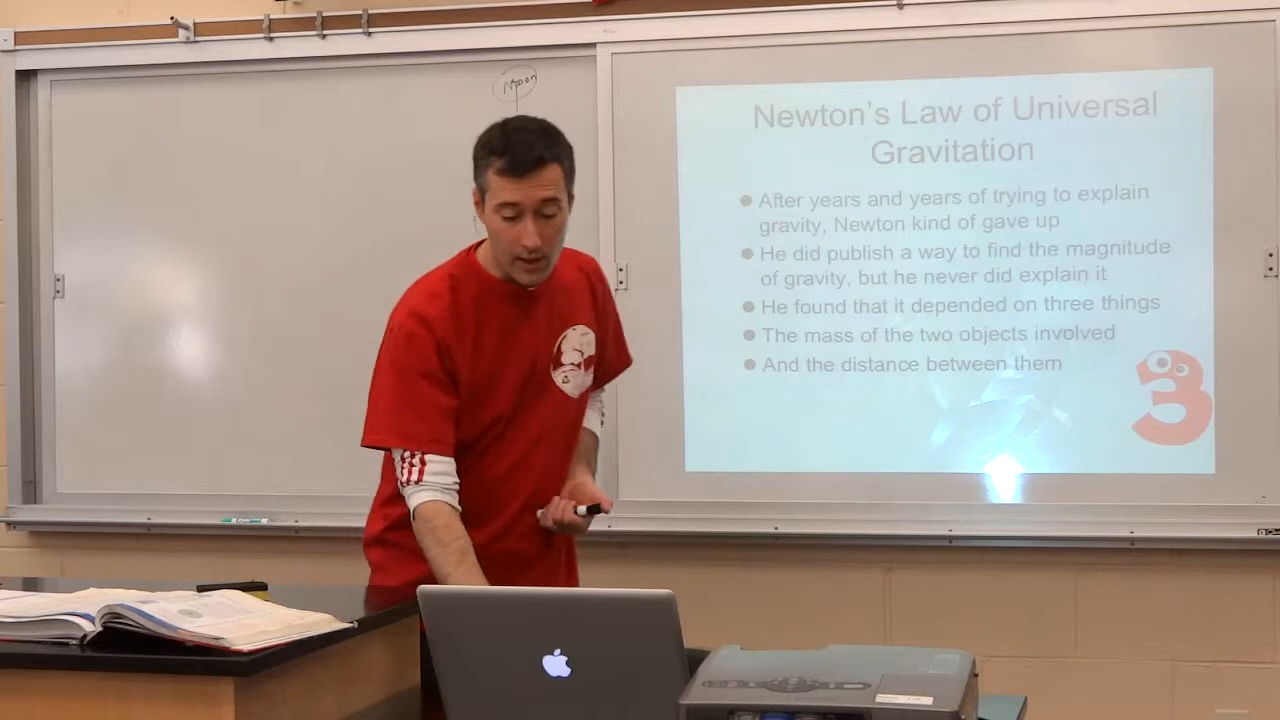 Moon
Newton's Law of Universal
Gravitation
After years and years of trying to explain
gravity, Newton kind of gave up
He did publish a way to find the magnitude
of gravity, but he never did explain it
He found that it depended on three things
The mass of the two objects involved
And the distance between them
3